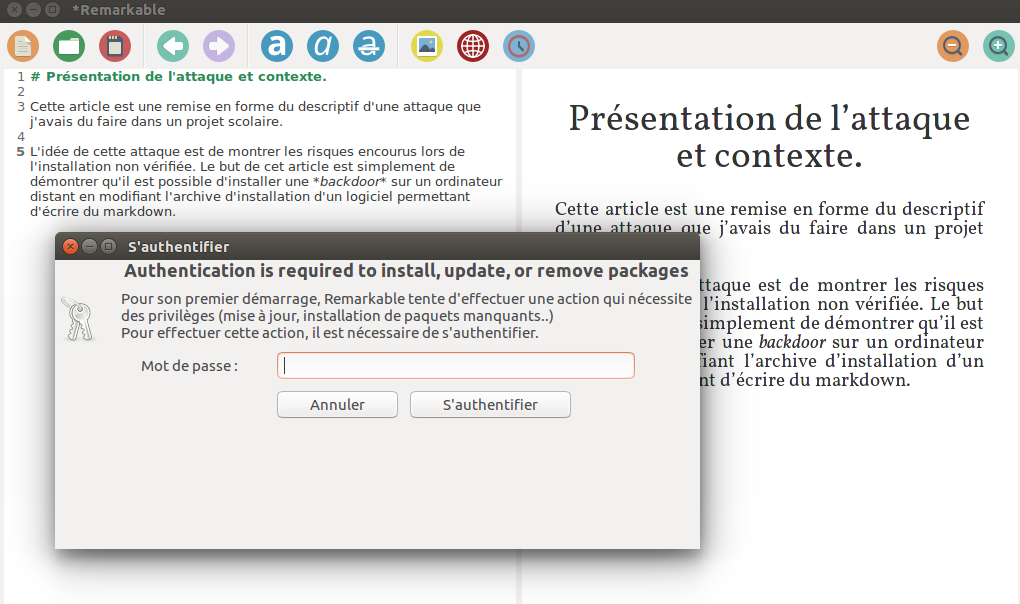 *Remarkable
a a a
1 # Présentation de l'attaque et contexte.
2
3 Cette article est une remise en forme du descriptif d'une attaque que
j'avais du faire dans un projet scolaire.
4
5 L'idée de cette attaque est de montrer les risques encourus lors de
l'installation non vérifiée. Le but de cet article est simplement de
démontrer qu'il est possible d'installer une *backdoor* sur un ordinateur
distant en modifiant l'archive d'installation d'un logiciel permettant
d'écrire du markdown.
Présentation de l’attaque
et contexte.
Cette article est une remise en forme du descriptif
d’une attaque que j’avais du faire dans un projet
ttaque est de montrer les risques
l’installation non vérifiée. Le but
simplement de démontrer qu’il est
er une backdoor sur un ordinateur
fiant l’archive d’installation d’un
nt d’écrire du markdown.
S'authentifier
Authentication is required to install, update, or remove packages
Pour son premier démarrage, Remarkable tente d'effectuer une action qui nécessite
des privilèges (mise à jour, installation de paquets manquants..)
Pour effectuer cette action, il est nécessaire de s'authentifier.
Mot de passe :
Annuler
S'authentifier